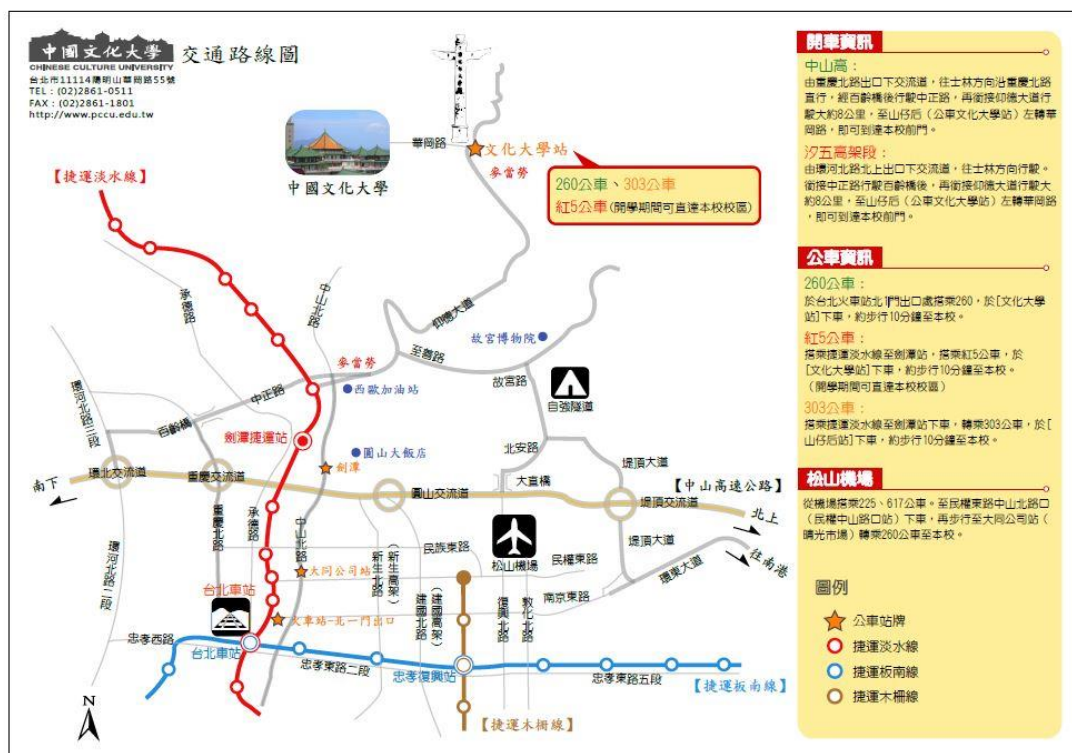 中國文化大學 交通路線圖
CHINESE CULTURE UNIVERSITY
台北市11114陽明山華岡路55號
TEL : (02)2861-0511
FAX : (02)2861-1801
http://www.pccu.edu.tw
華岡路
文化大學站
麥當勞
中國文化大學
260公車、303公車
紅5公車(開學期間可直達本校校區)
【捷運淡水線】
承德路
中山北路
仰德大道
故宮博物院
至善路
麥當勞
故宮路
西歐加油站
自強隧道
環河北路三段
中正路
百齡橋
劍潭捷運站
圓山大飯店
北安路
劍潭
堤頂大道
大直橋
環北交流道
重慶交流道
圓山交流道
堤頂交流道
【中山高速公路】
南下
北上
往南港
重慶北路
承德路
中山北路
環河北路二段
新生北路
（新生高架）
民族東路
松山機場
民權東路
堤頂大道
環東大道
大同公司站
建國北路
（建國高架）
復興北路
敦化北路
南京東路
台北車站
火車站-北一門出口
忠孝西路
台北車站
忠孝東路二段
忠孝復興站
忠孝東路五段
【捷運板南線】
【捷運木柵線】
N
開車資訊
中山高：
由重慶北路出口下交流道，往士林方向沿重慶北路
直行，經百齡橋後行駛中正路，再銜接仰德大道行
駛大約8公里，至山仔后（公車文化大學站）左轉華
岡路，即可到達本校前門。
汐五高架段：
由環河北路北上出口下交流道，往士林方向行駛。
銜接中正路行駛百齡橋後，再銜接仰德大道行駛大
約8公里，至山仔后（公車文化大學站）左轉華岡路
，即可到達本校前門。
公車資訊
260公車：
於台北火車站北1門出口處搭乘260，於[文化大學
站]下車，約步行10分鐘至本校。
紅5公車：
搭乘捷運淡水線至劍潭站，搭乘紅5公車，於
[文化大學站]下車，約步行10分鐘至本校。
（開學期間可直達本校校區）
303公車：
搭乘捷運淡水線至劍潭站下車，轉乘303公車，於[
山仔后站]下車，約步行10分鐘至本校。
松山機場
從機場搭乘225、617公車。至民權東路中山北路口
（民權中山路口站）下車，再步行至大同公司站（
晴光市場）轉乘260公車至本校。
圖例
公車站牌
捷運淡水線
捷運板南線
捷運木柵線